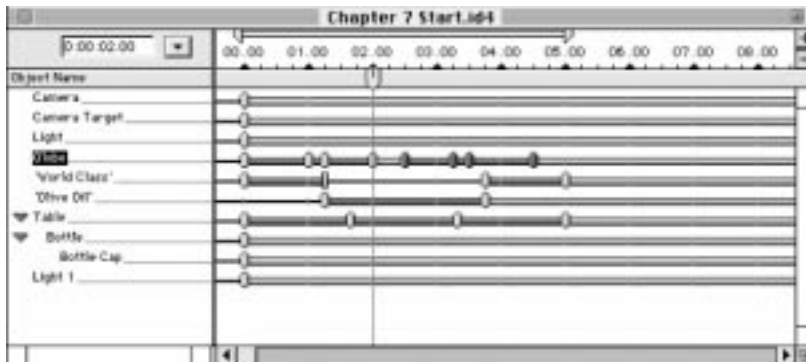 Chapter 7 Start.id4
0:00:02.00
00.00 01.00 02.00 03.00 04.00 05.00 06.00 07.00 08.00
Object Name
Camera
Camera Target
Light
Globe
'World Class'
'Olive Oil'
Table
Bottle
Bottle Cap
Light 1